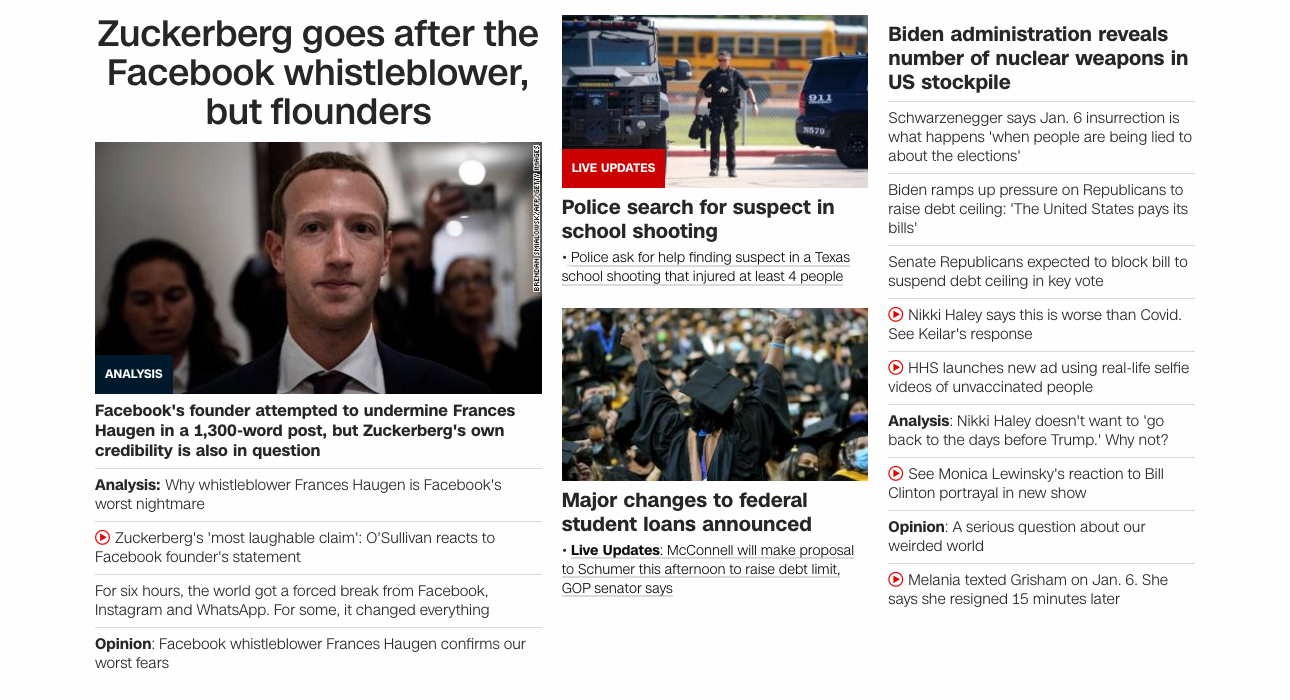 Zuckerberg goes after the
Facebook whistleblower,
but flounders
BRENDAN SMIALOWSKI/AFP/GETTY IMAGES
ANALYSIS
Facebook's founder attempted to undermine Frances
Haugen in a 1,300-word post, but Zuckerberg's own
credibility is also in question
Analysis: Why whistleblower Frances Haugen is Facebook's
worst nightmare
Zuckerberg's 'most laughable claim': O'Sullivan reacts to
Facebook founder's statement
For six hours, the world got a forced break from Facebook,
Instagram and WhatsApp. For some, it changed everything
Opinion: Facebook whistleblower Frances Haugen confirms our
worst fears
911
N579
LIVE UPDATES
Police search for suspect in
school shooting
• Police ask for help finding suspect in a Texas
school shooting that injured at least 4 people
Major changes to federal
student loans announced
• Live Updates: McConnell will make proposal
to Schumer this afternoon to raise debt limit,
GOP senator says
Biden administration reveals
number of nuclear weapons in
US stockpile
Schwarzenegger says Jan. 6 insurrection is
what happens 'when people are being lied to
about the elections'
Biden ramps up pressure on Republicans to
raise debt ceiling: 'The United States pays its
bills'
Senate Republicans expected to block bill to
suspend debt ceiling in key vote
Nikki Haley says this is worse than Covid.
See Keilar's response
HHS launches new ad using real-life selfie
videos of unvaccinated people
Analysis: Nikki Haley doesn't want to 'go
back to the days before Trump.' Why not?
See Monica Lewinsky's reaction to Bill
Clinton portrayal in new show
Opinion: A serious question about our
weirded world
Melania texted Grisham on Jan. 6. She
says she resigned 15 minutes later